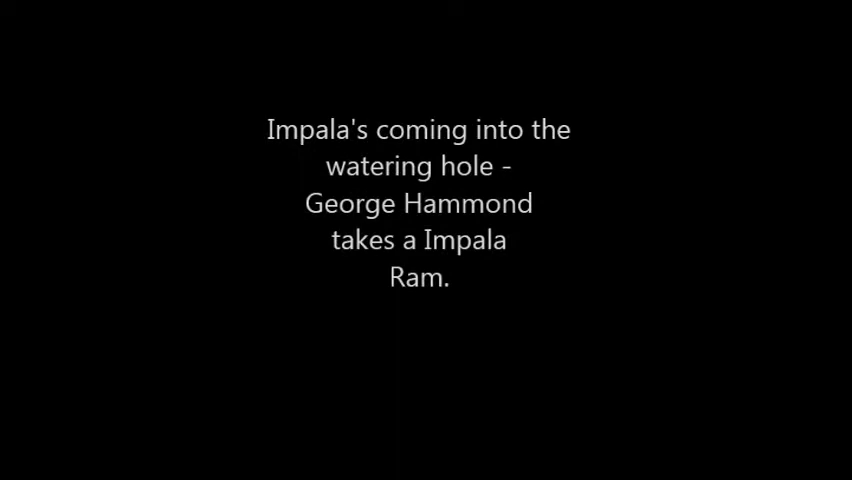 Impala's coming into the
watering hole -
George Hammond
takes a Impala
Ram.